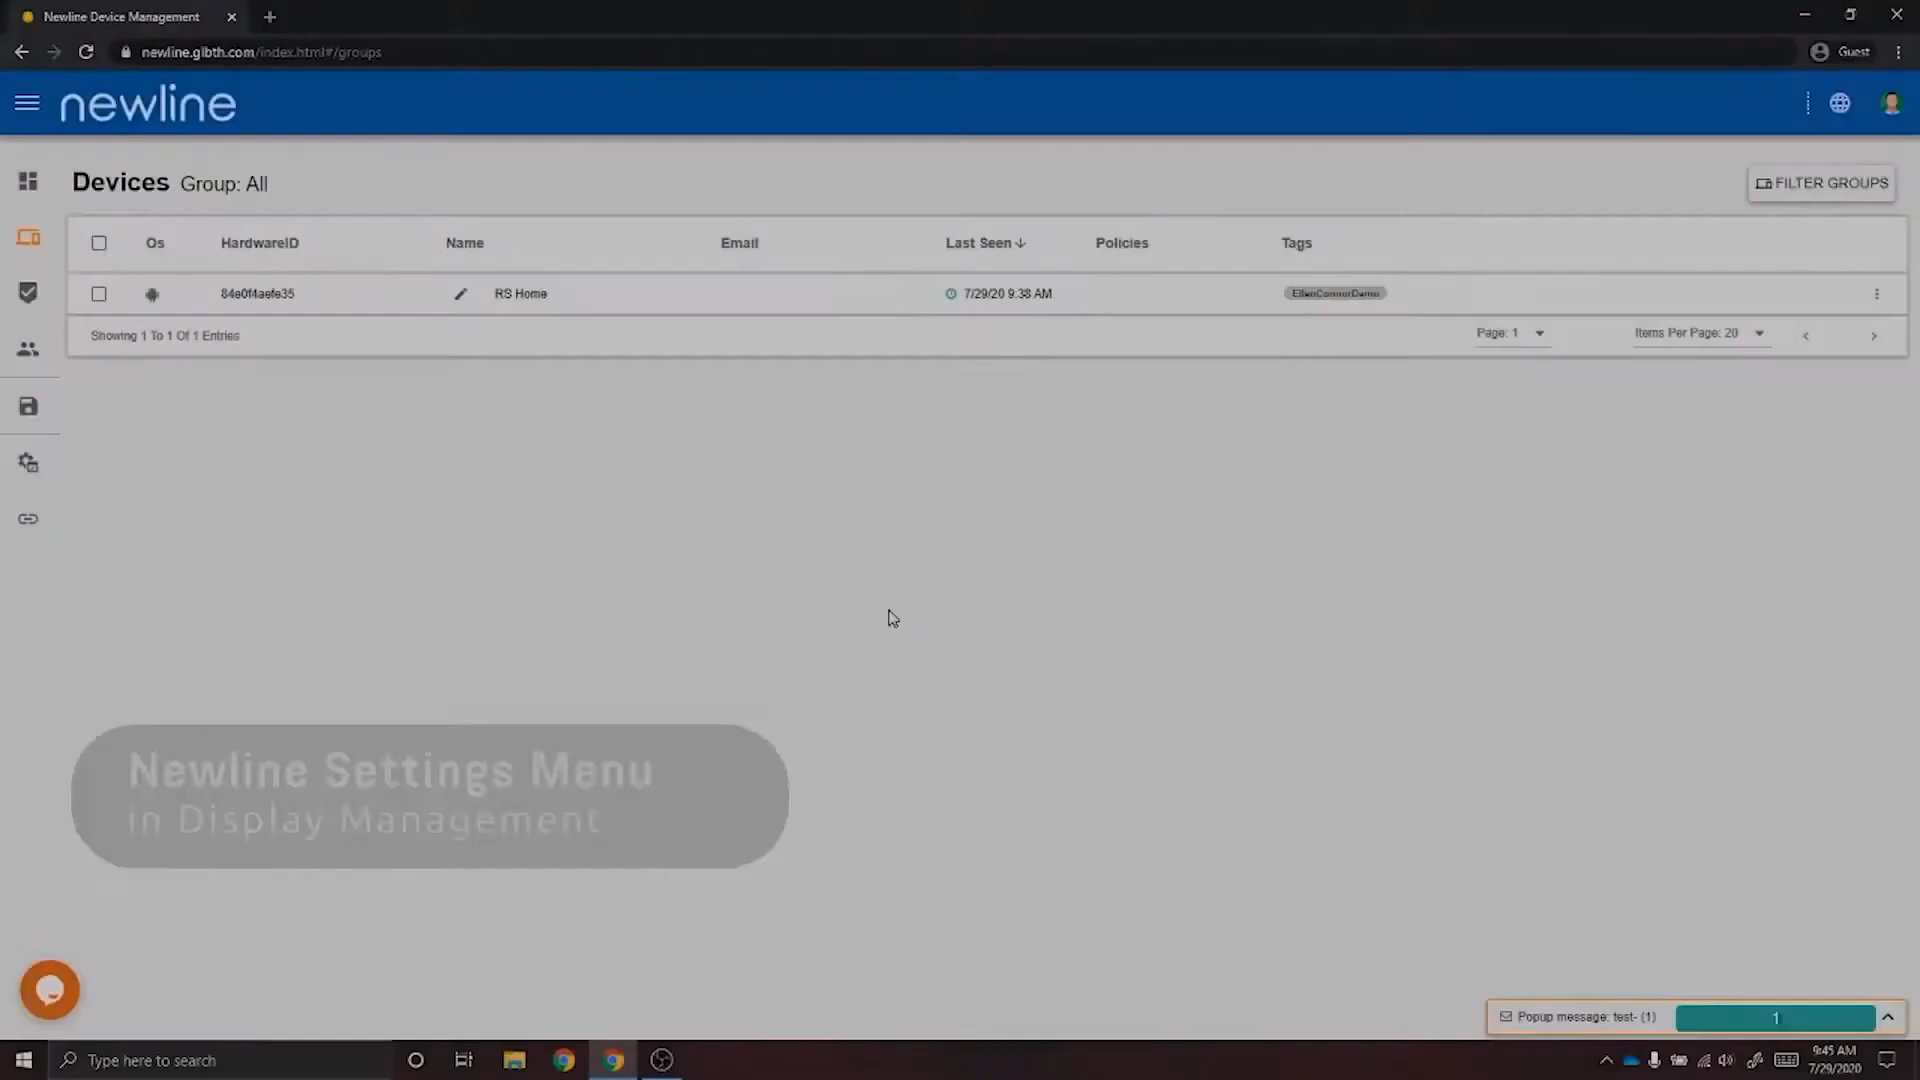 Newline Device Management
newline.glbth.com/index.html#/groups
Guest
newline
Devices Group: All
FILTER GROUPS
Os HardwareID Name Email Last Seen Policies Tags
84e0f4aefe35 RS Home 7/29/20 9:38 AM EllenConnorDemo
Showing 1 To 1 Of 1 Entries
Page: 1 Items Per Page: 20
Newline Settings Menu
in Display Management
Popup message: test- (1) 1
Type here to search
9:45 AM
7/29/2020